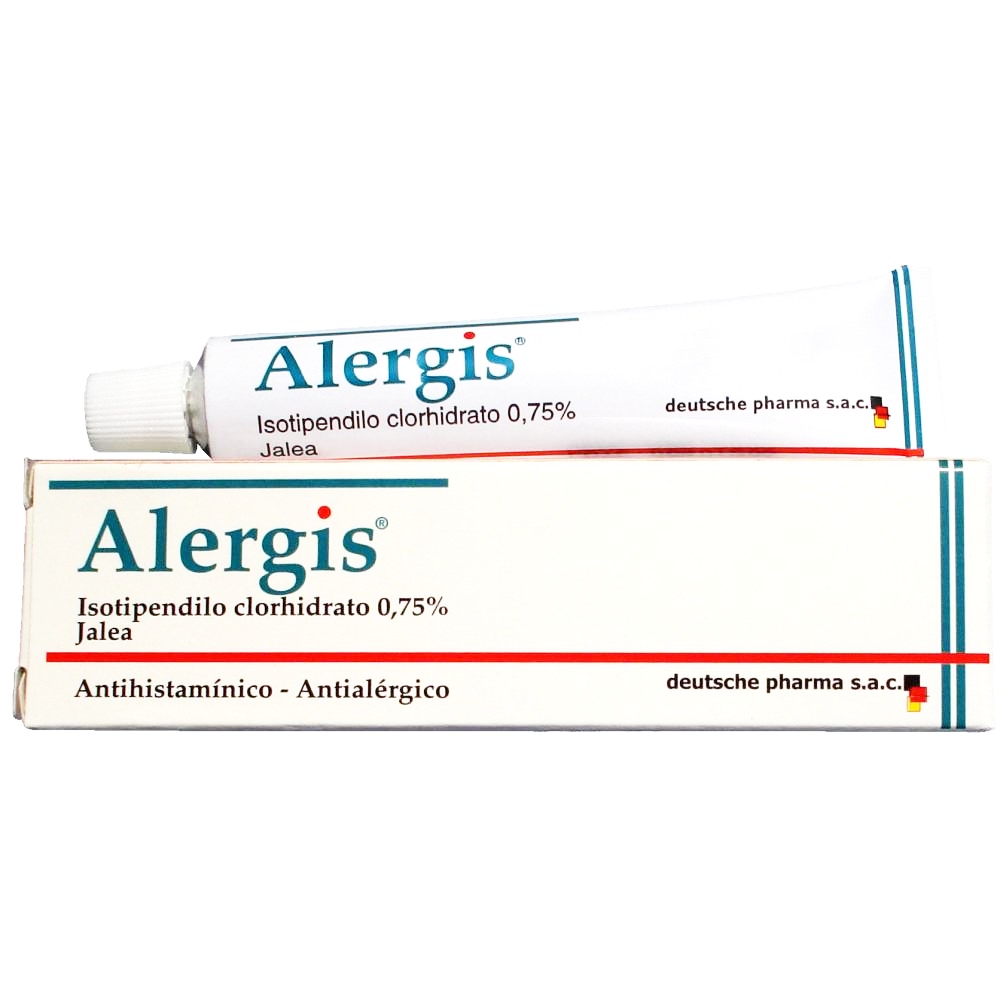 Alergis®
Isotipendilo clorhidrato 0,75%
Jalea
deutsche pharma s.a.c.
Alergis®
Isotipendilo clorhidrato 0,75%
Jalea
Antihistamínico - Antialérgico
deutsche pharma s.a.c.